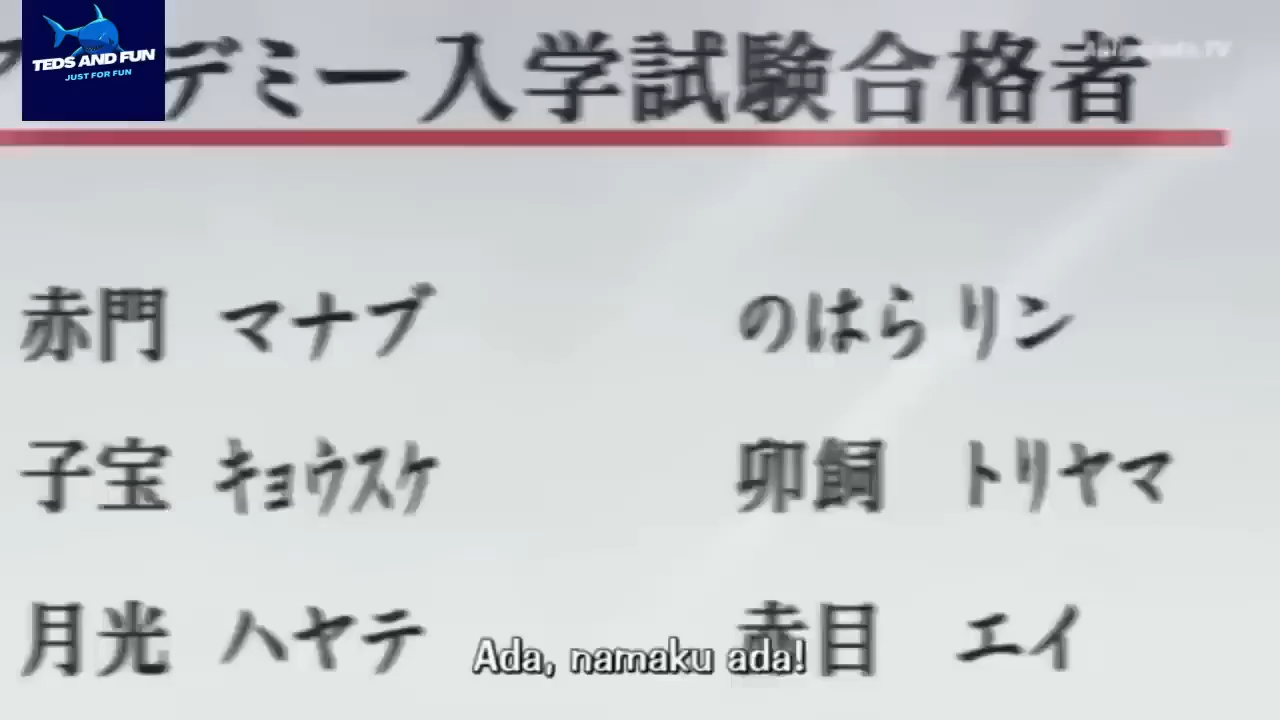 TEDS AND FUN
JUST FOR FUN
デミー入学試験合格者
赤門 マナブ
のはら リン
子宝 キョウスケ
卯飼 トリヤマ
月光 ハヤテ
赤目 エイ
Ada, namaku ada!